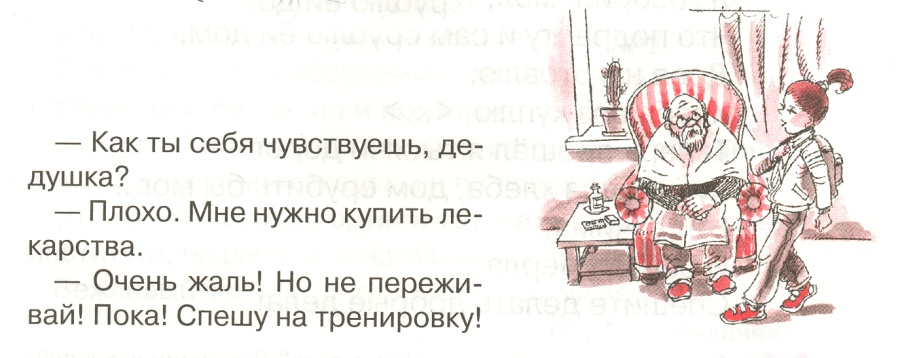 — Как ты себя чувствуешь, де-
душка?
— Плохо. Мне нужно купить ле-
карства.
— Очень жаль! Но не пережи-
вай! Пока! Спешу на тренировку!